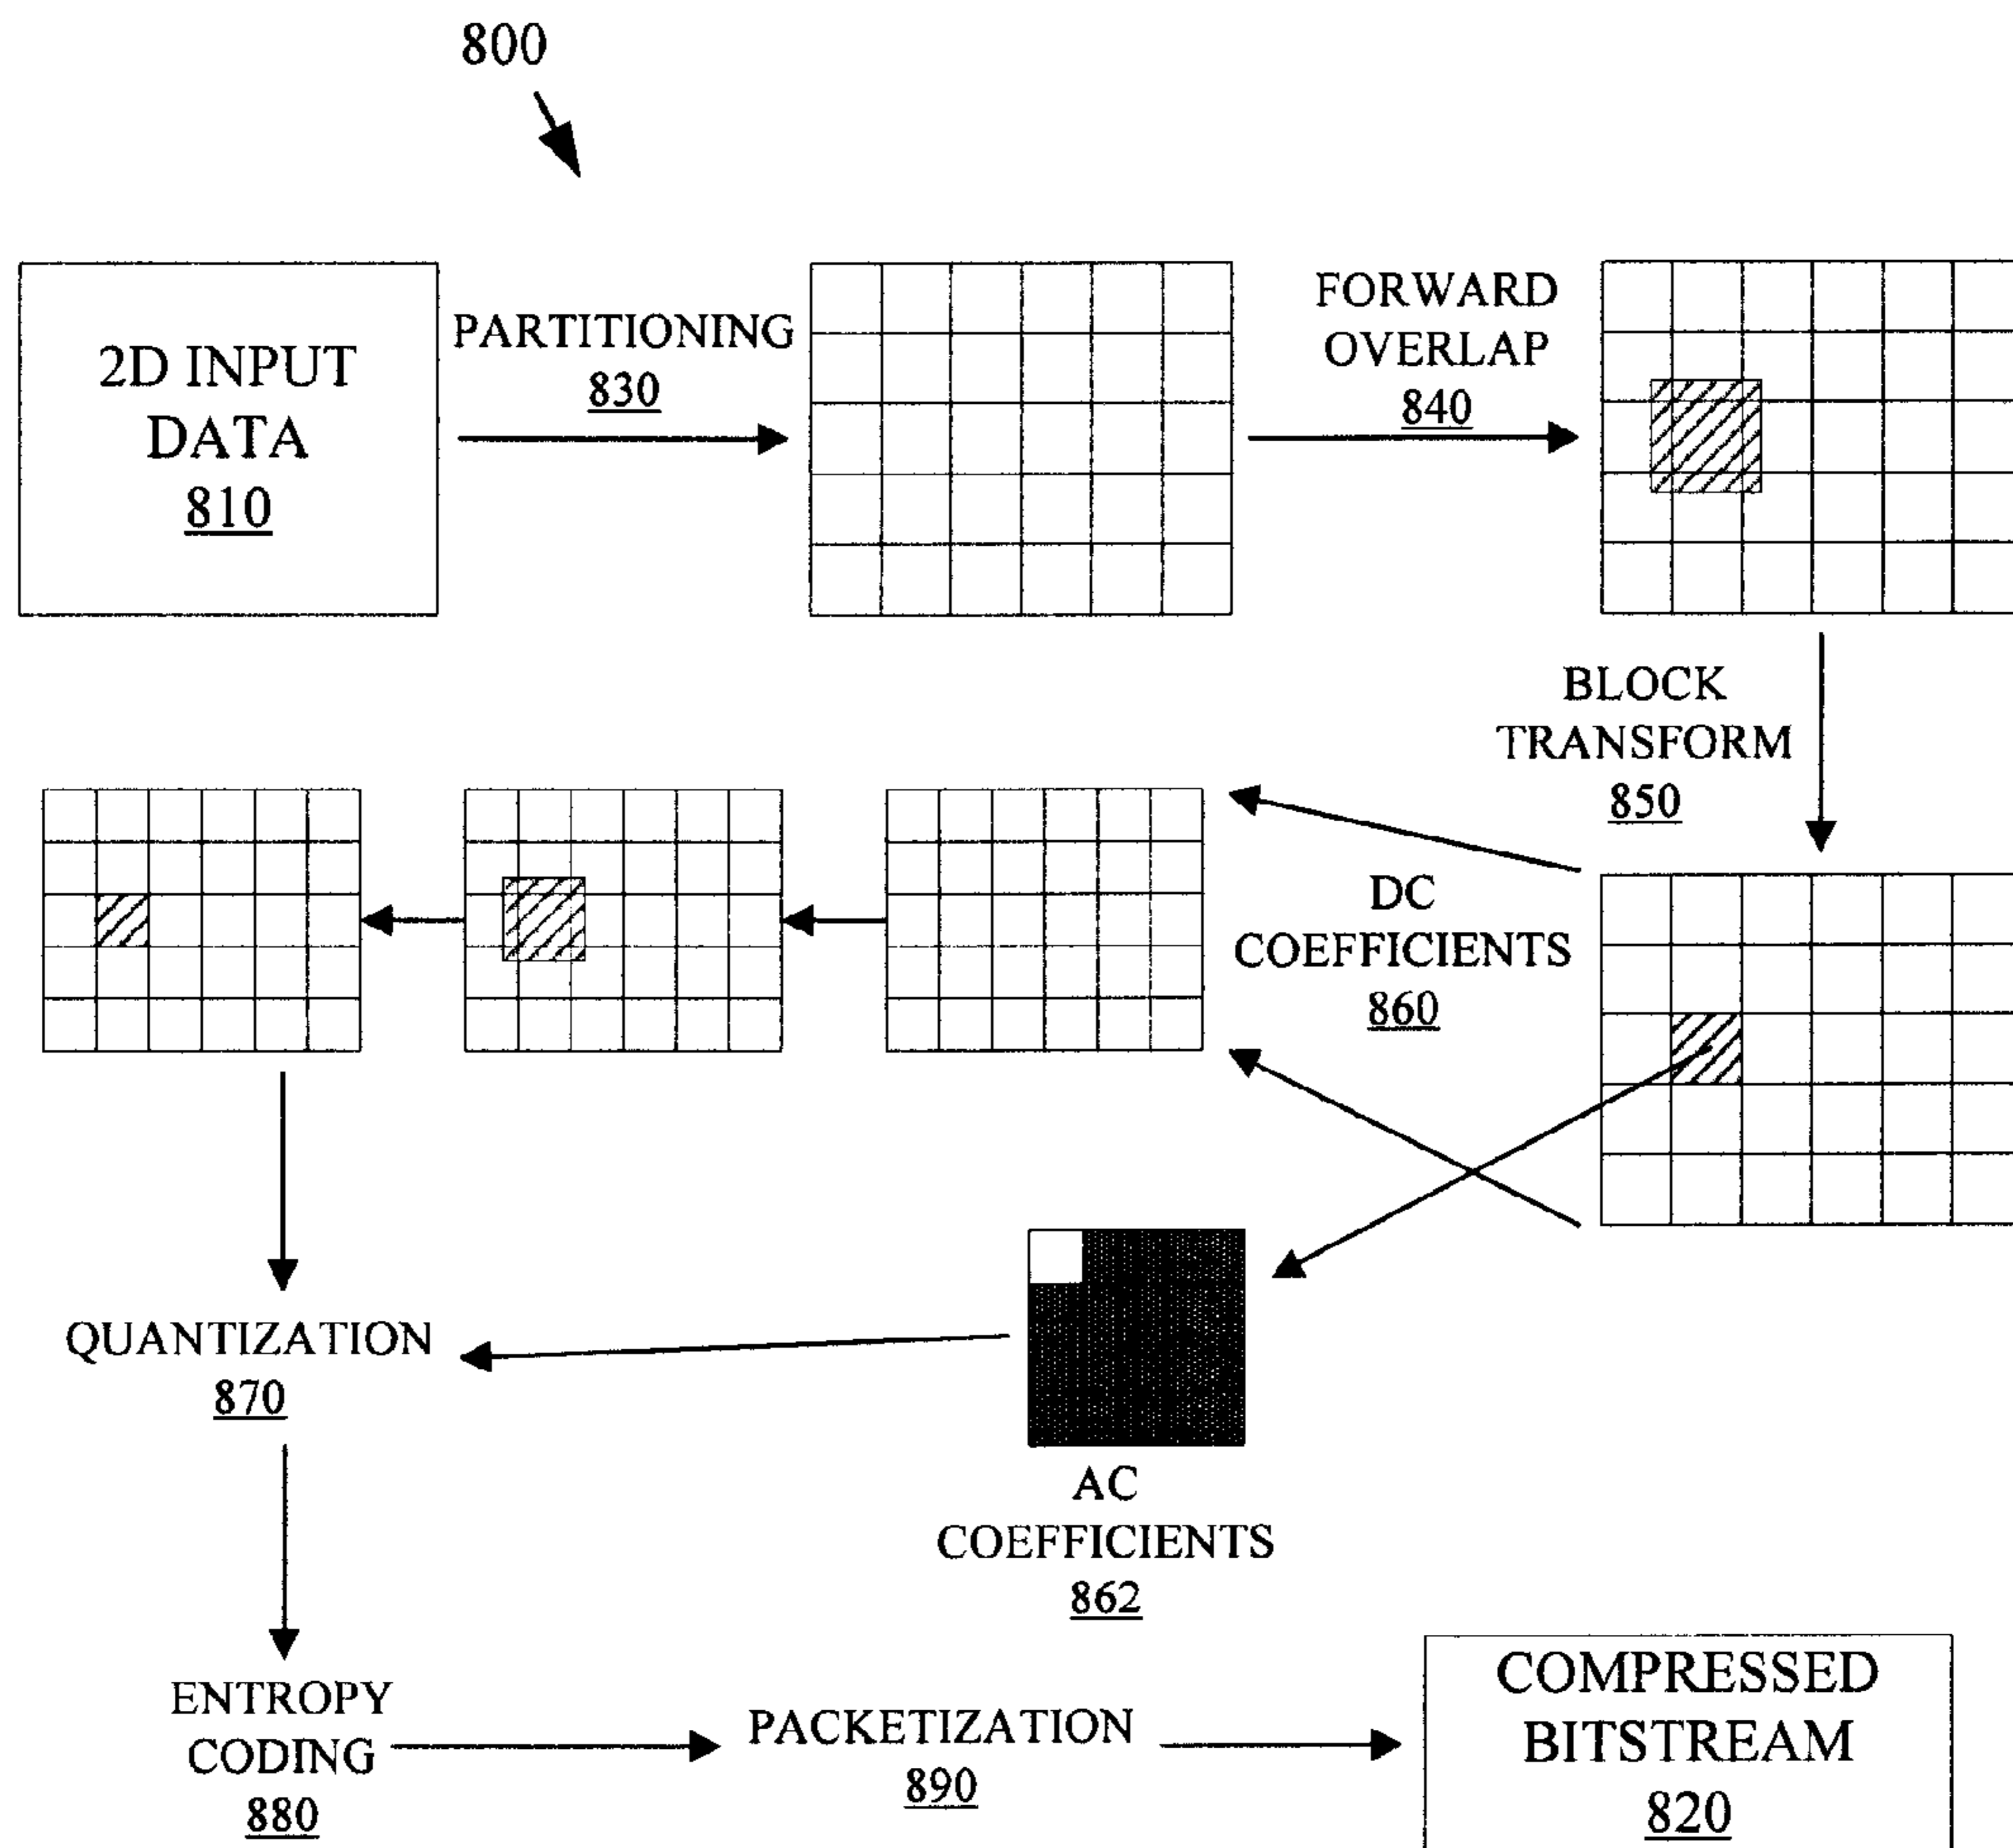 800
2D INPUT
DATA
810
PARTITIONING
830
FORWARD
OVERLAP
840
BLOCK
TRANSFORM
850
DC
COEFFICIENTS
860
QUANTIZATION
870
AC
COEFFICIENTS
862
ENTROPY
CODING
880
PACKETIZATION
890
COMPRESSED
BITSTREAM
820